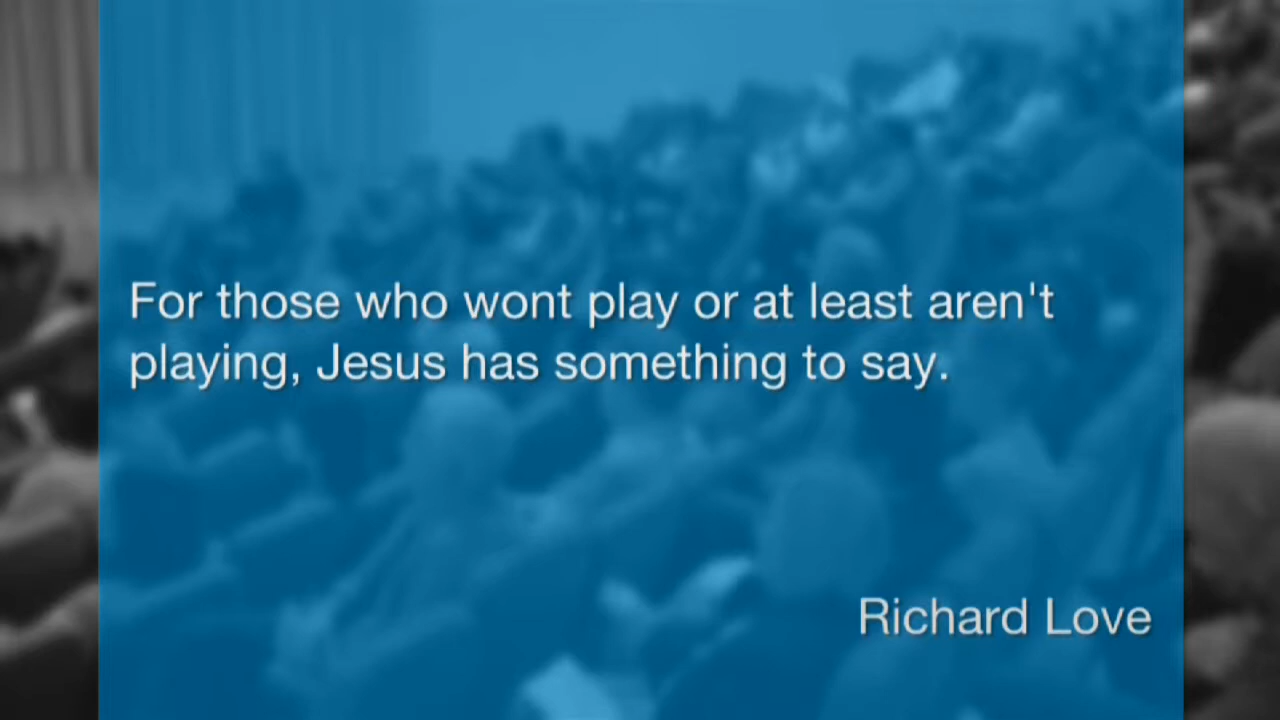 For those who wont play or at least aren't
playing, Jesus has something to say.
Richard Love